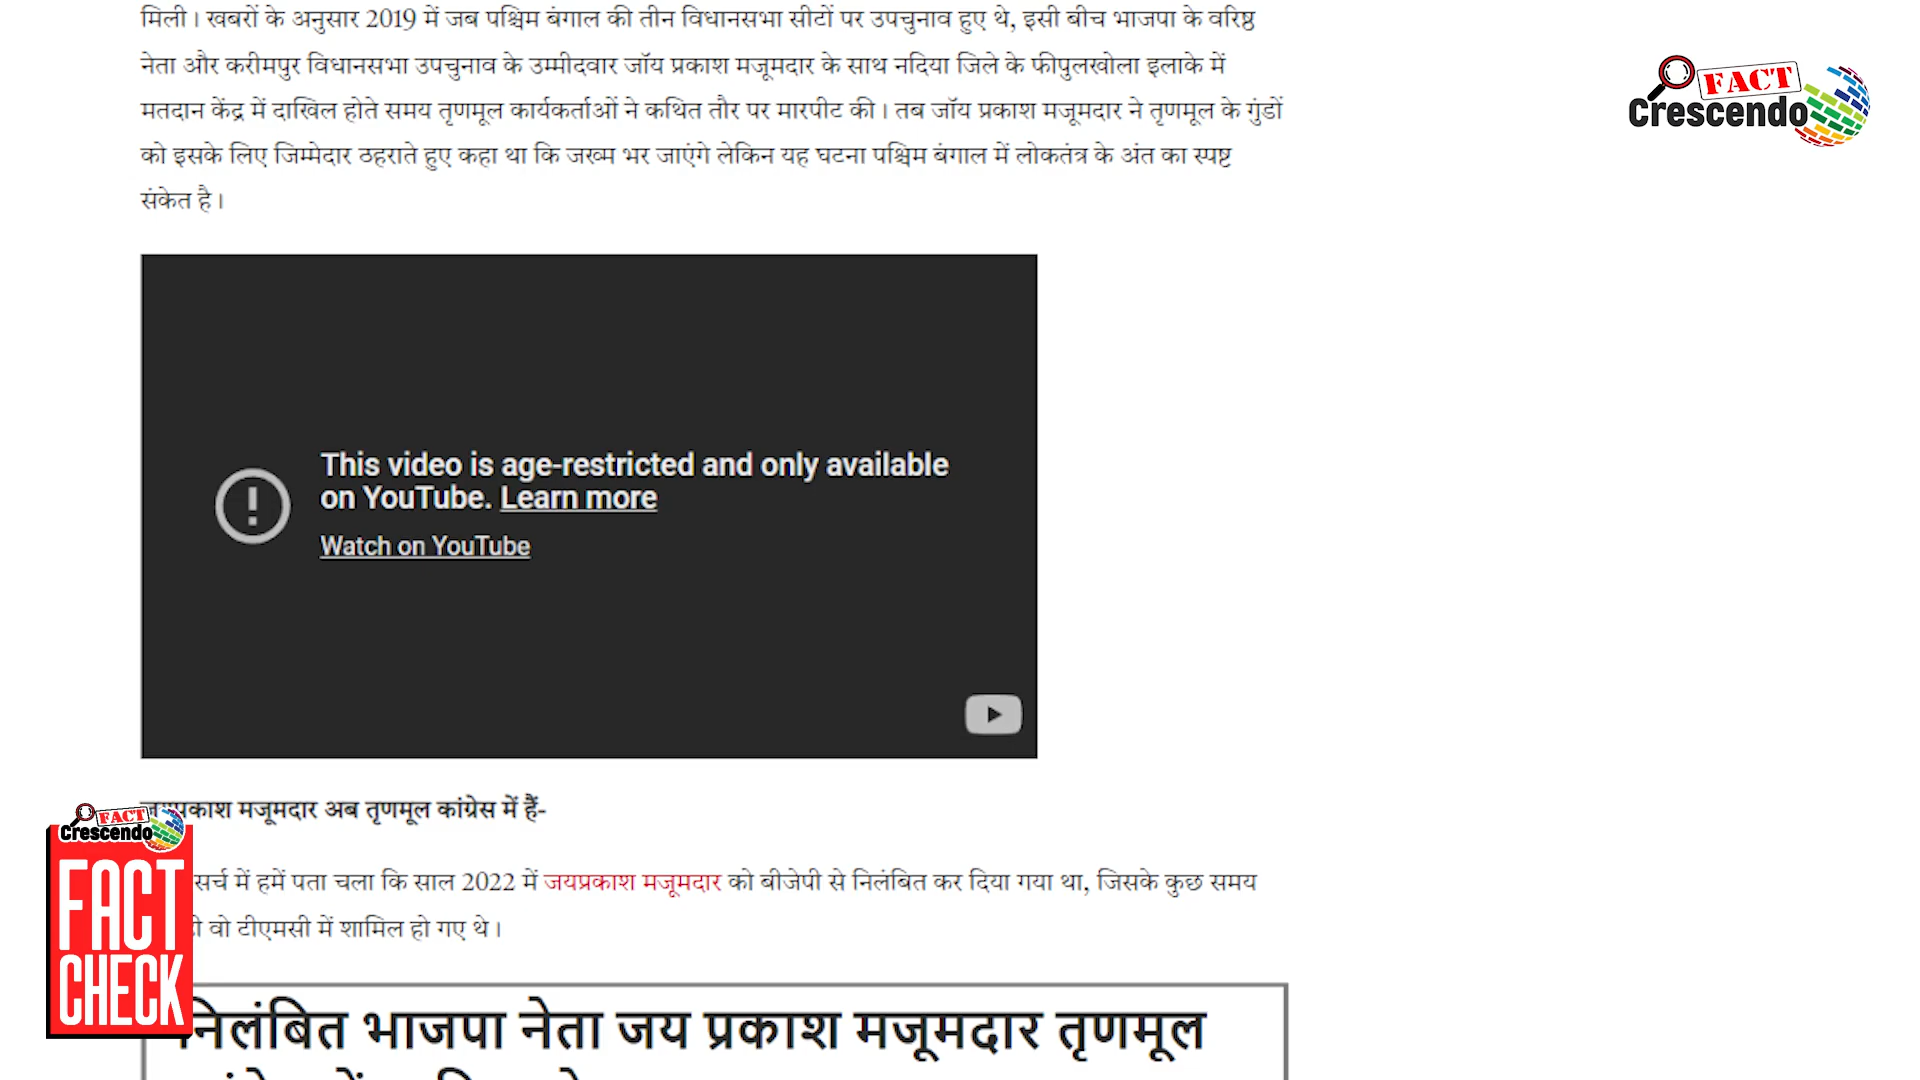 मिली। खबरों के अनुसार 2019 में जब पश्चिम बंगाल की तीन विधानसभा सीटों पर उपचुनाव हुए थे, इसी बीच भाजपा के वरिष्ठ
नेता और करीमपुर विधानसभा उपचुनाव के उम्मीदवार जॉय प्रकाश मजूमदार के साथ नदिया जिले के फीपुलखोला इलाके में
मतदान केंद्र में दाखिल होते समय तृणमूल कार्यकर्ताओं ने कथित तौर पर मारपीट की। तब जॉय प्रकाश मजूमदार ने तृणमूल के गुंडों
को इसके लिए जिम्मेदार ठहराते हुए कहा था कि जख्म भर जाएंगे लेकिन यह घटना पश्चिम बंगाल में लोकतंत्र के अंत का स्पष्ट
संकेत है।
FACT
Crescendo
This video is age-restricted and only available
on YouTube. Learn more
Watch on YouTube
मजूमदार अब तृणमूल कांग्रेस में हैं-
सर्च में हमें पता चला कि साल 2022 में जयप्रकाश मजूमदार को बीजेपी से निलंबित कर दिया गया था, जिसके कुछ समय
वो टीएमसी में शामिल हो गए थे।
FACT
Crescendo
FACT
CHECK
निलंबित भाजपा नेता जय प्रकाश मजूमदार तृणमूल